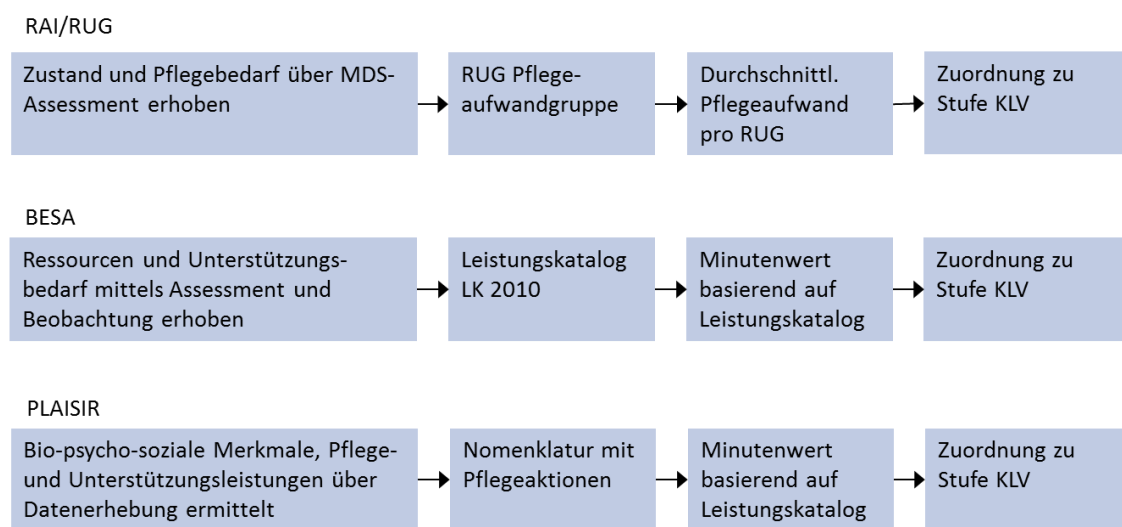 RAI/RUG
Zustand und Pflegebedarf über MDS-
Assessment erhoben
RUG Pflege-
aufwandgruppe
Durchschnittl.
Pflegeaufwand
pro RUG
Zuordnung zu
Stufe KLV
BESA
Ressourcen und Unterstützungs-
bedarf mittels Assessment und
Beobachtung erhoben
Leistungskatalog
LK 2010
Minutenwert
basierend auf
Leistungskatalog
Zuordnung zu
Stufe KLV
PLAISIR
Bio-psycho-soziale Merkmale, Pflege-
und Unterstützungsleistungen über
Datenerhebung ermittelt
Nomenklatur mit
Pflegeaktionen
Minutenwert
basierend auf
Leistungskatalog
Zuordnung zu
Stufe KLV